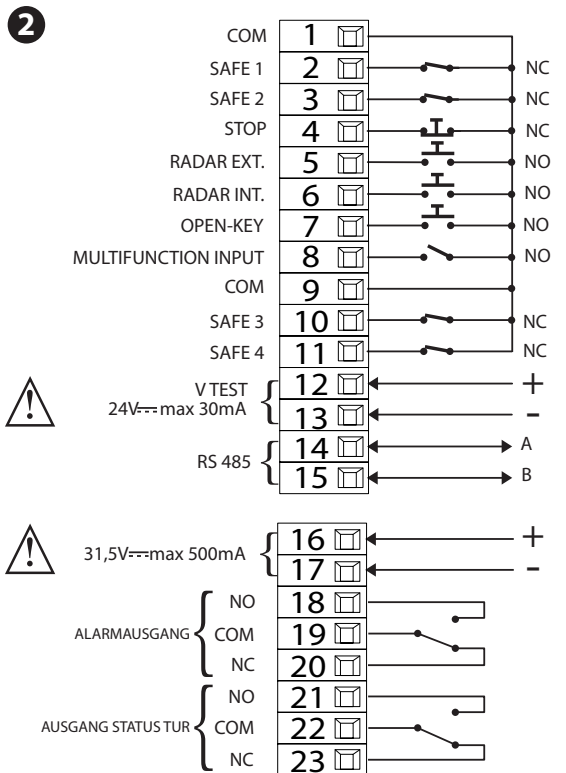 2
COM 1
SAFE 1 2 NC
SAFE 2 3 NC
STOP 4 NC
RADAR EXT. 5 NO
RADAR INT. 6 NO
OPEN-KEY 7 NO
MULTIFUNCTION INPUT 8 NO
COM 9
SAFE 3 10 NC
SAFE 4 11 NC
V TEST 12 +
24V⎓max 30mA 13 -
RS 485 14 A
15 B
16 +
31,5V⎓max 500mA 17 -
NO 18
ALARMAUSGANG COM 19
NC 20
NO 21
AUSGANG STATUS TUR COM 22
NC 23